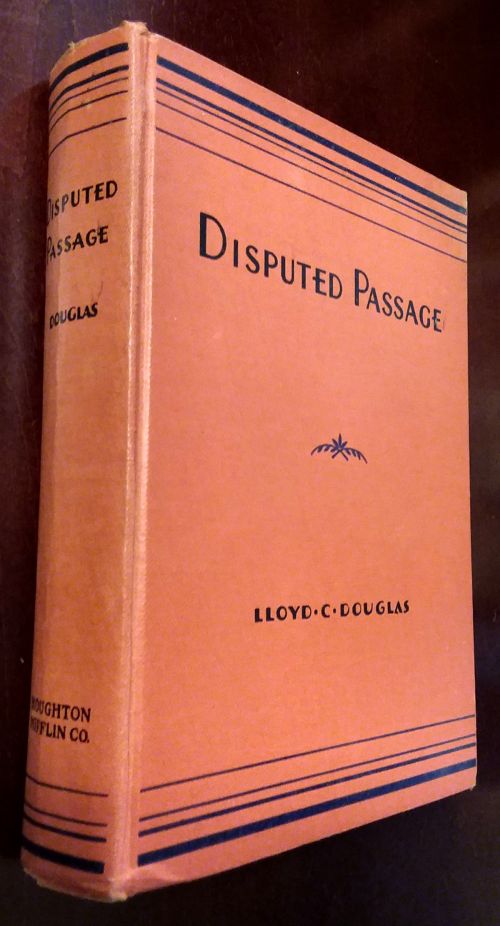 DISPUTED
PASSAGE
DOUGLAS
HOUGHTON
MIFFLIN CO.
DISPUTED PASSAGE
LLOYD·C·DOUGLAS